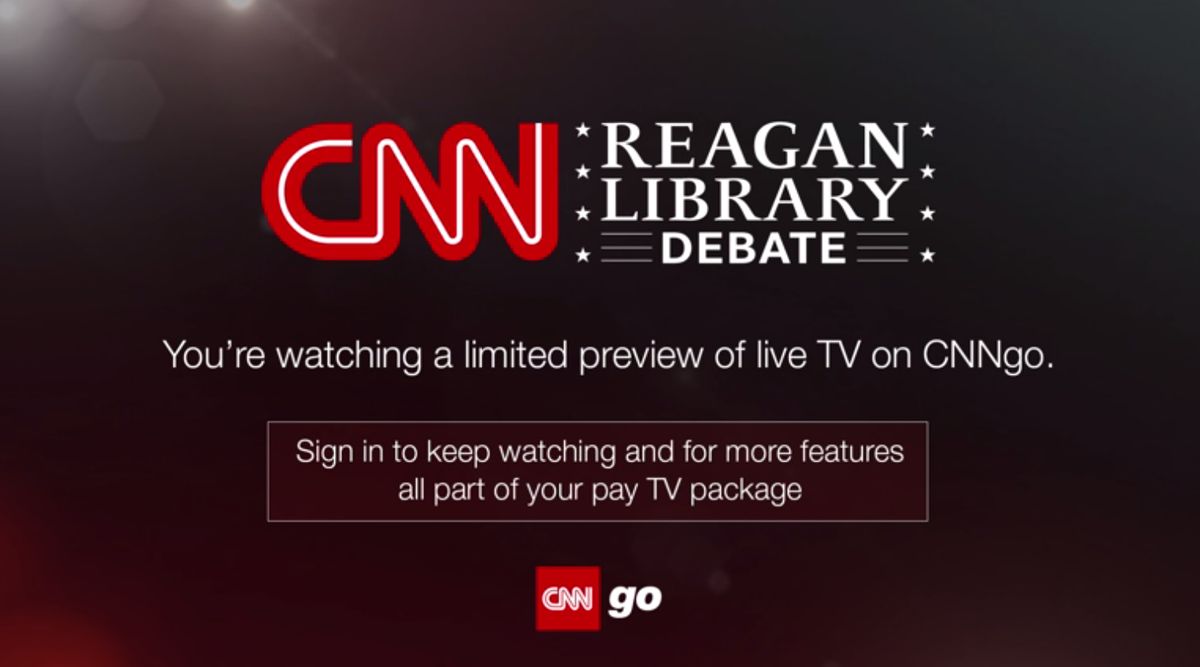 CNN
REAGAN
LIBRARY
DEBATE
You're watching a limited preview of live TV on CNNgo.
Sign in to keep watching and for more features
all part of your pay TV package
CNN go